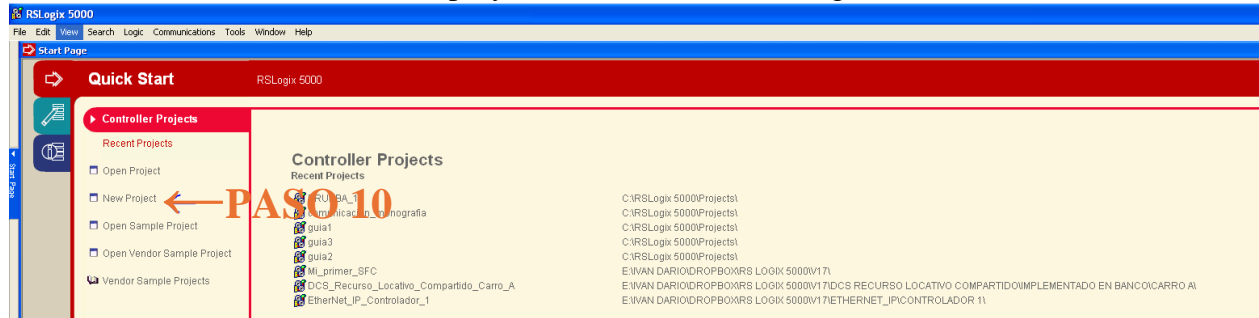 RSLogix 5000
File Edit View Search Logic Communications Tools Window Help
Start Page
Quick Start RSLogix 5000
Controller Projects
Recent Projects
Open Project
New Project
Open Sample Project
Open Vendor Sample Project
Vendor Sample Projects
Start Page
Controller Projects
Recent Projects
PASO 10
PRUEBA_1 C:\RSLogix 5000\Projects\
comunicacion_monografia C:\RSLogix 5000\Projects\
guia1 C:\RSLogix 5000\Projects\
guia3 C:\RSLogix 5000\Projects\
guia2 C:\RSLogix 5000\Projects\
Mi_primer_SFC E:\IVAN DARIO\DROPBOX\RS LOGIX 5000\V17\
DCS_Recurso_Locativo_Compartido_Carro_A E:\IVAN DARIO\DROPBOX\RS LOGIX 5000\V17\DCS RECURSO LOCATIVO COMPARTIDO\IMPLEMENTADO EN BANCO\CARRO A\
EtherNet_IP_Controlador_1 E:\IVAN DARIO\DROPBOX\RS LOGIX 5000\V17\ETHERNET_IP\CONTROLADOR 1\